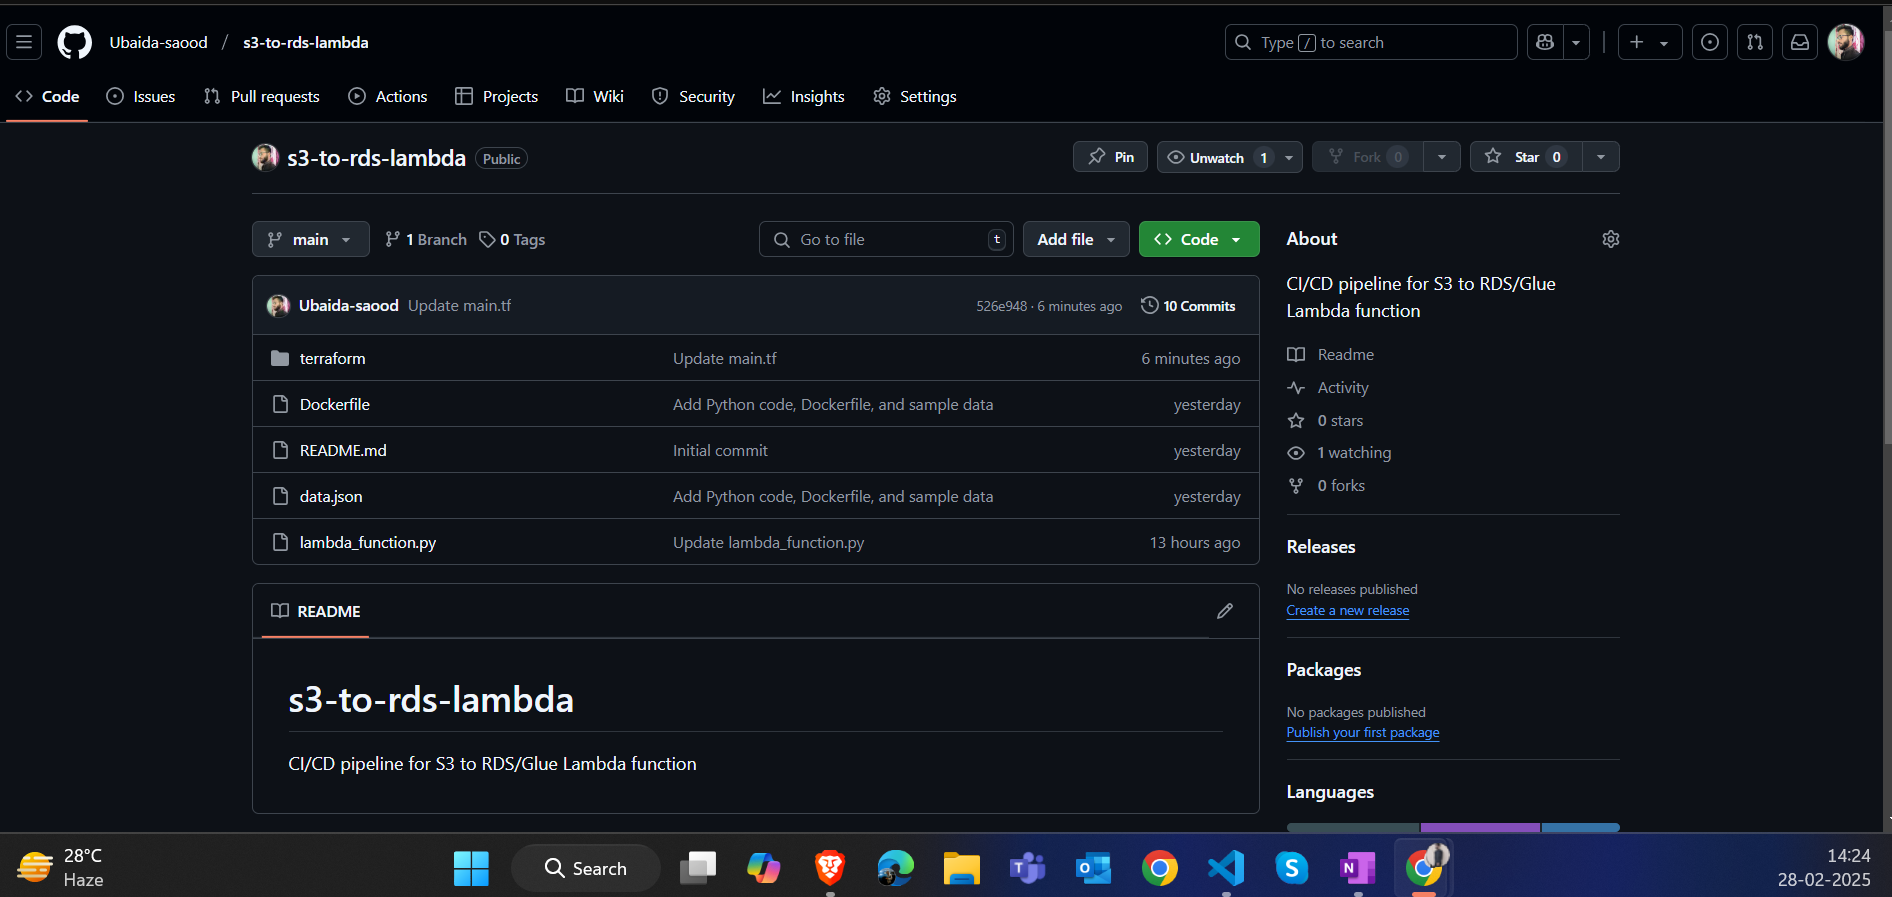 Ubaida-saood / s3-to-rds-lambda
Type / to search
Code Issues Pull requests Actions Projects Wiki Security Insights Settings
s3-to-rds-lambda Public
Pin Unwatch 1 Fork 0 Star 0
main 1 Branch 0 Tags Go to file t Add file Code
Ubaida-saood Update main.tf 526e948 · 6 minutes ago 10 Commits
terraform Update main.tf 6 minutes ago
Dockerfile Add Python code, Dockerfile, and sample data yesterday
README.md Initial commit yesterday
data.json Add Python code, Dockerfile, and sample data yesterday
lambda_function.py Update lambda_function.py 13 hours ago
README
s3-to-rds-lambda
CI/CD pipeline for S3 to RDS/Glue Lambda function
About
CI/CD pipeline for S3 to RDS/Glue
Lambda function
Readme
Activity
0 stars
1 watching
0 forks
Releases
No releases published
Create a new release
Packages
No packages published
Publish your first package
Languages
28°C
Haze
Search
14:24
28-02-2025